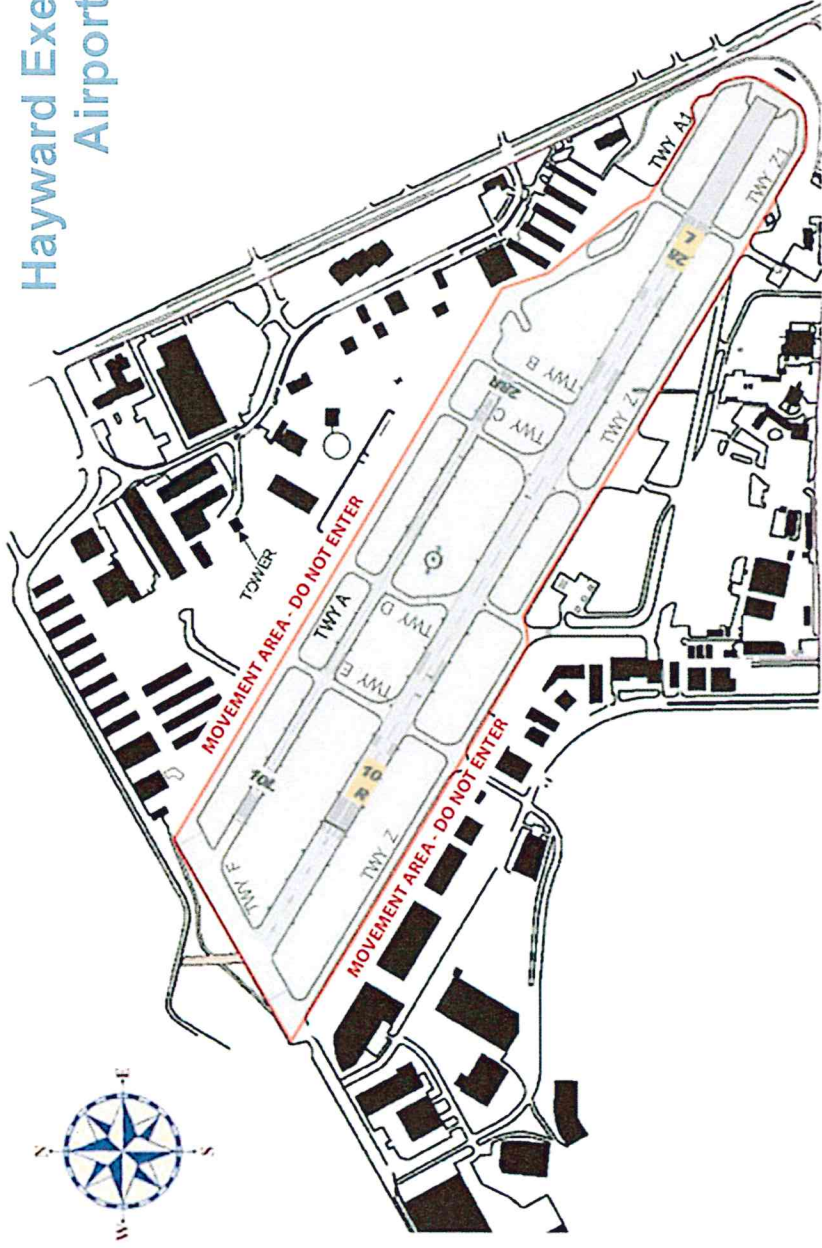 Hayward Exe
Airport
N
E
S
W
TOWER
MOVEMENT AREA - DO NOT ENTER
MOVEMENT AREA - DO NOT ENTER
TWY A1
TWY Z1
28
L
TWY B
28R
TWY C
TWY Z
TWY A
TWY D
TWY E
10L
10
R
TWY F
TWY Z